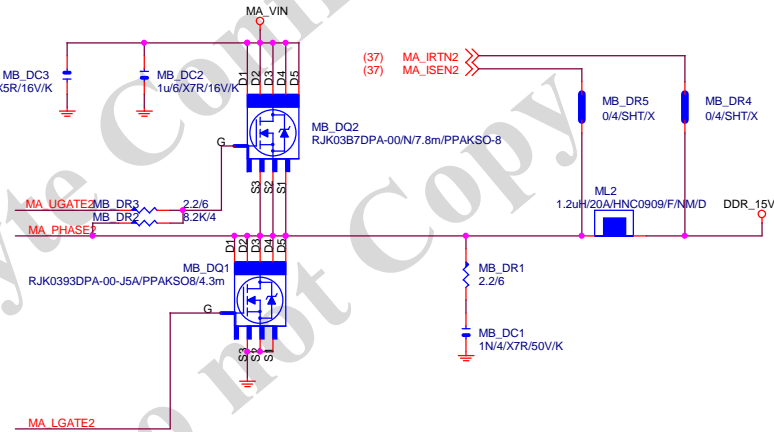 MA_VIN
(37) MA_IRTN2
(37) MA_ISEN2
D1 D2 D3 D4 D5
MB_DC3
X5R/16V/K
MB_DC2
1u/6/X7R/16V/K
MB_DR5
0/4/SHT/X
MB_DR4
0/4/SHT/X
MB_DQ2
RJK03B7DPA-00/N/7.8m/PPAKSO-8
G
S3 S2 S1
ML2
1.2uH/20A/HNC0909/F/NM/D
DDR_15V
MA_UGATE2 MB_DR3 2.2/6
MB_DR2 8.2K/4
MA_PHASE2
D1 D2 D3 D4 D5
MB_DQ1
RJK0393DPA-00-J5A/PPAKSO8/4.3m
MB_DR1
2.2/6
G
MB_DC1
1N/4/X7R/50V/K
S3 S2 S1
MA_LGATE2
Do not Copy